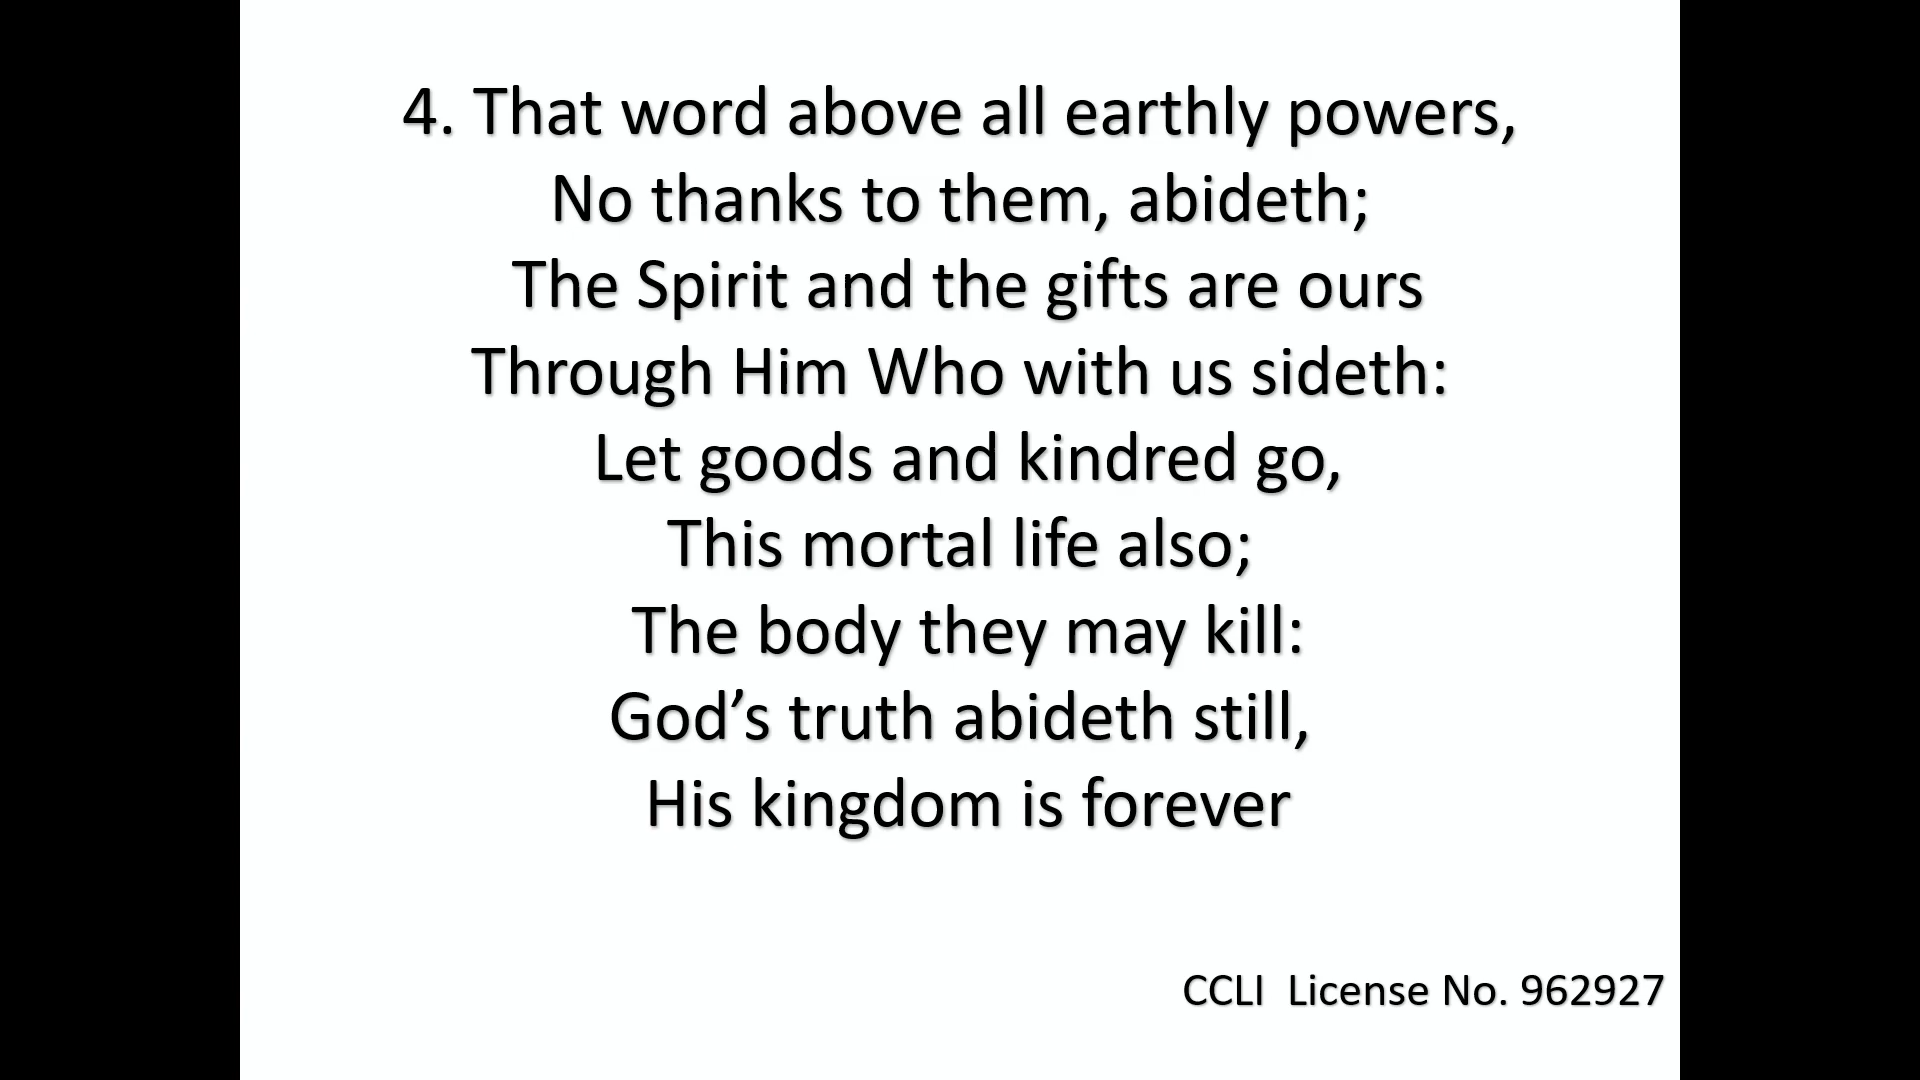 4. That word above all earthly powers,
No thanks to them, abideth;
The Spirit and the gifts are ours
Through Him Who with us sideth:
Let goods and kindred go,
This mortal life also;
The body they may kill:
God’s truth abideth still,
His kingdom is forever
CCLI  License No. 962927